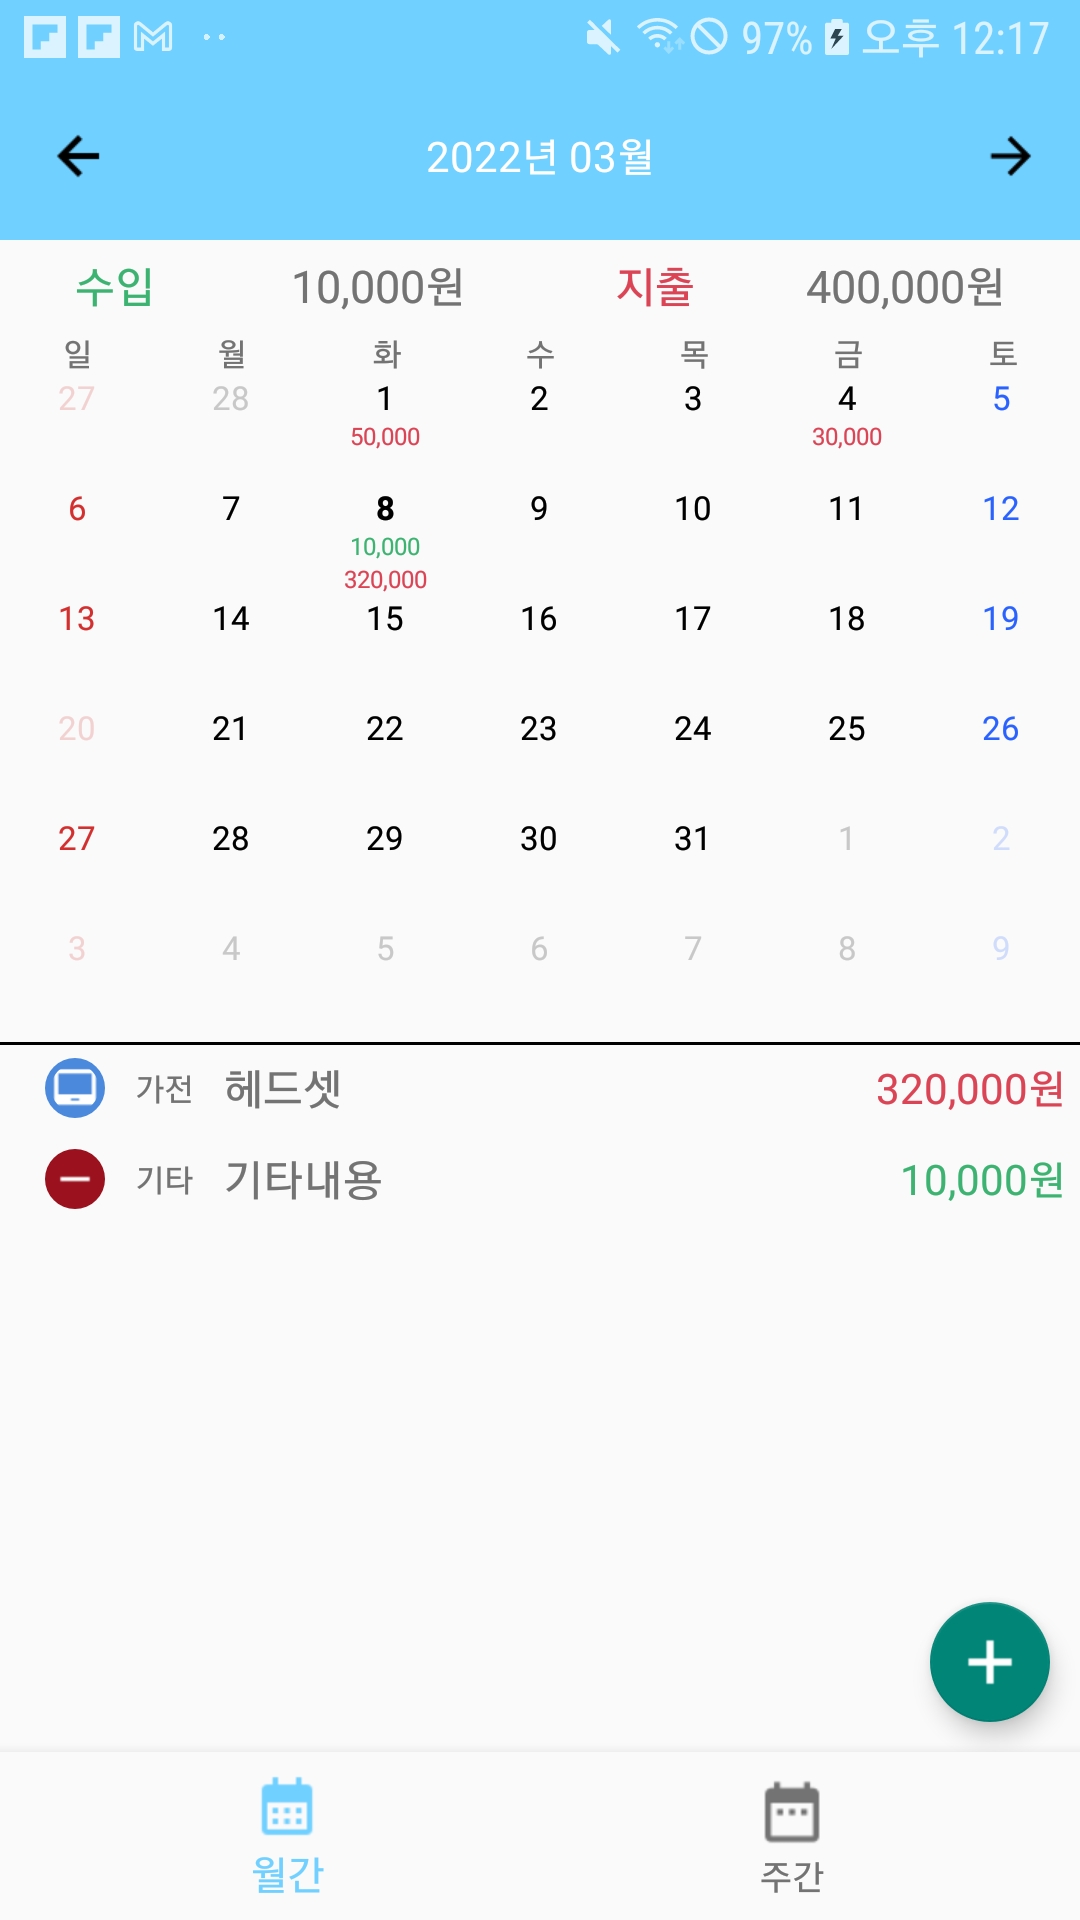 97% 오후 12:17
2022년 03월
수입 10,000원 지출 400,000원
일 월 화 수 목 금 토
27 28 1 2 3 4 5
50,000 30,000
6 7 8 9 10 11 12
10,000
320,000
13 14 15 16 17 18 19
20 21 22 23 24 25 26
27 28 29 30 31 1 2
3 4 5 6 7 8 9
가전 헤드셋 320,000원
기타 기타내용 10,000원
월간 주간